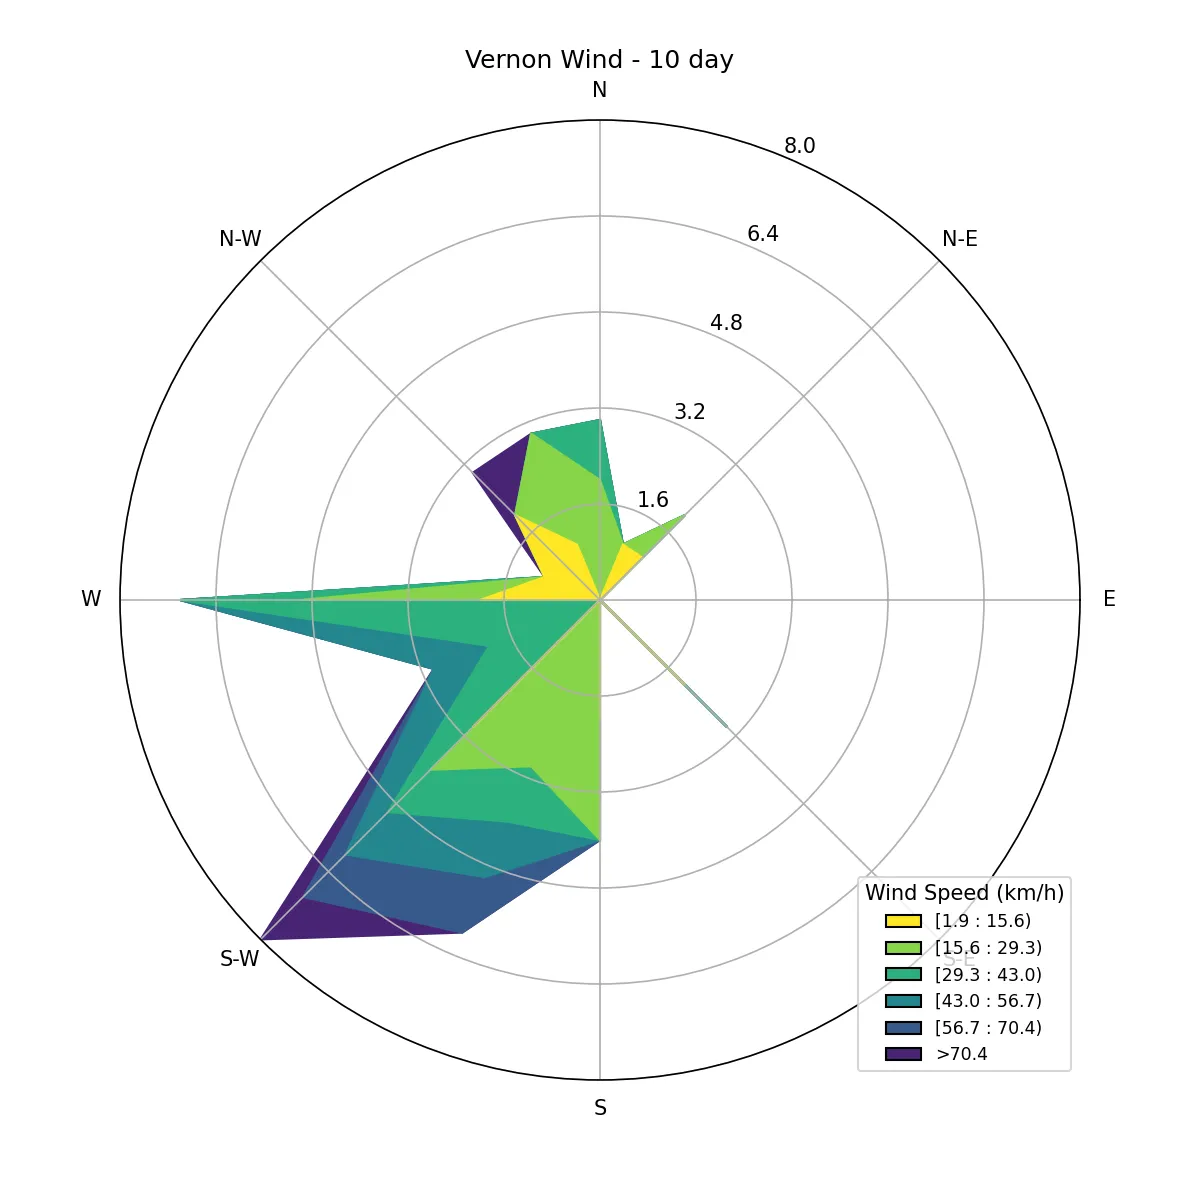 Vernon Wind - 10 day
N
8.0
N-W
6.4
N-E
4.8
3.2
1.6
W
E
S-W
S-E
S
Wind Speed (km/h)
[1.9 : 15.6)
[15.6 : 29.3)
[29.3 : 43.0)
[43.0 : 56.7)
[56.7 : 70.4)
>70.4